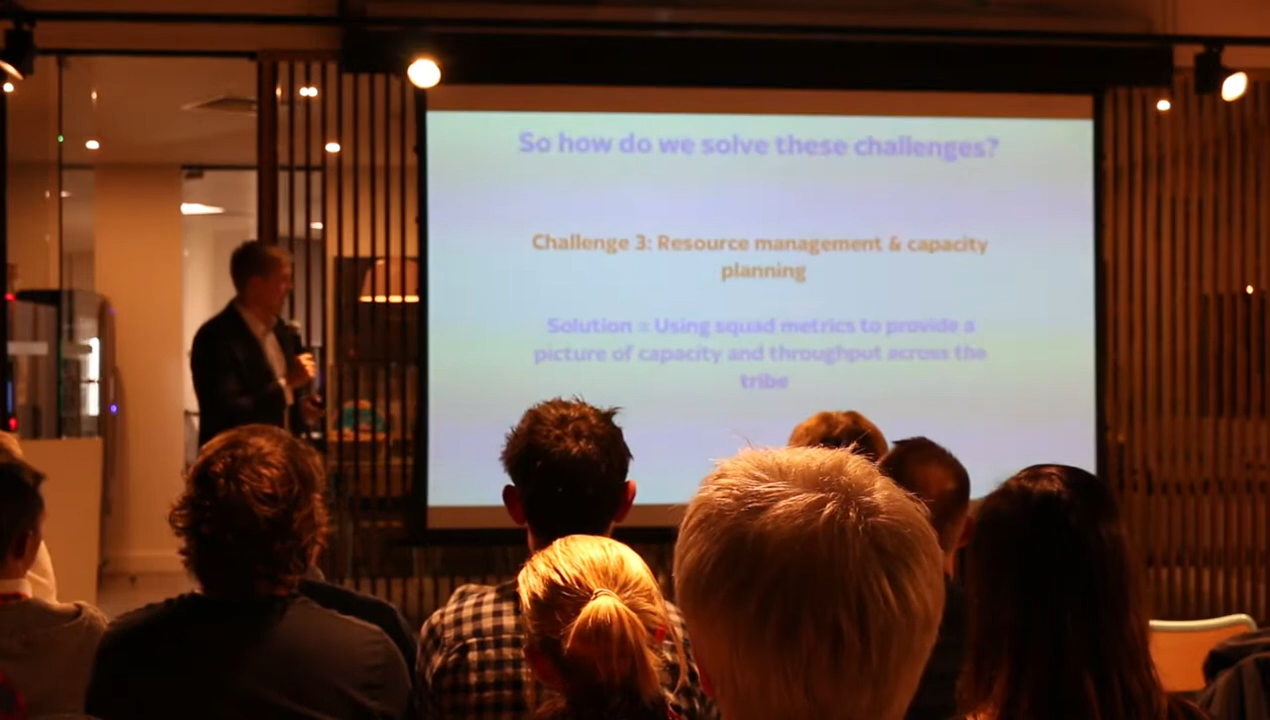 So how do we solve these challenges?
Challenge 3: Resource management & capacity
planning
Solution = Using squad metrics to provide a
picture of capacity and throughput across the
tribe